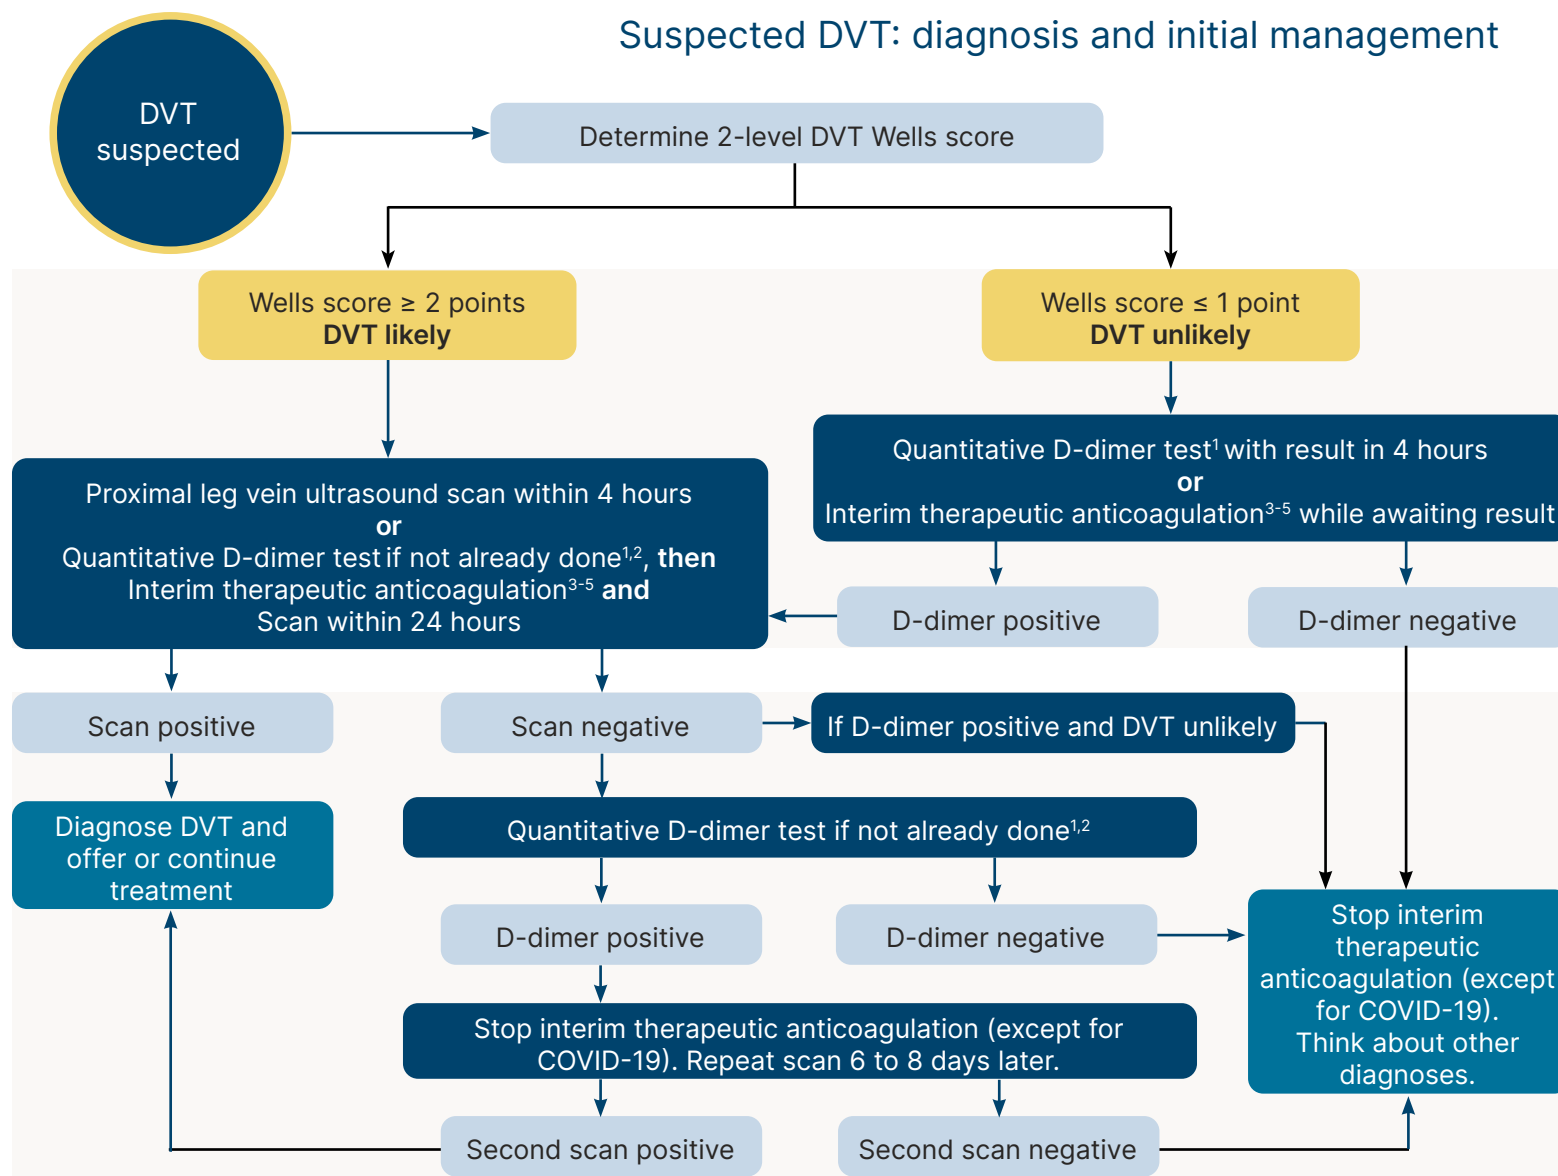 Suspected DVT: diagnosis and initial management
DVT
suspected
Determine 2-level DVT Wells score
Wells score ≥ 2 points
DVT likely
Wells score ≤ 1 point
DVT unlikely
Proximal leg vein ultrasound scan within 4 hours
or
Quantitative D-dimer test if not already done1,2, then
Interim therapeutic anticoagulation3-5 and
Scan within 24 hours
Quantitative D-dimer test1 with result in 4 hours
or
Interim therapeutic anticoagulation3-5 while awaiting result
D-dimer positive
D-dimer negative
Scan positive
Scan negative
If D-dimer positive and DVT unlikely
Diagnose DVT and
offer or continue
treatment
Quantitative D-dimer test if not already done1,2
D-dimer positive
D-dimer negative
Stop interim
therapeutic
anticoagulation (except
for COVID-19).
Think about other
diagnoses.
Stop interim therapeutic anticoagulation (except for
COVID-19). Repeat scan 6 to 8 days later.
Second scan positive
Second scan negative